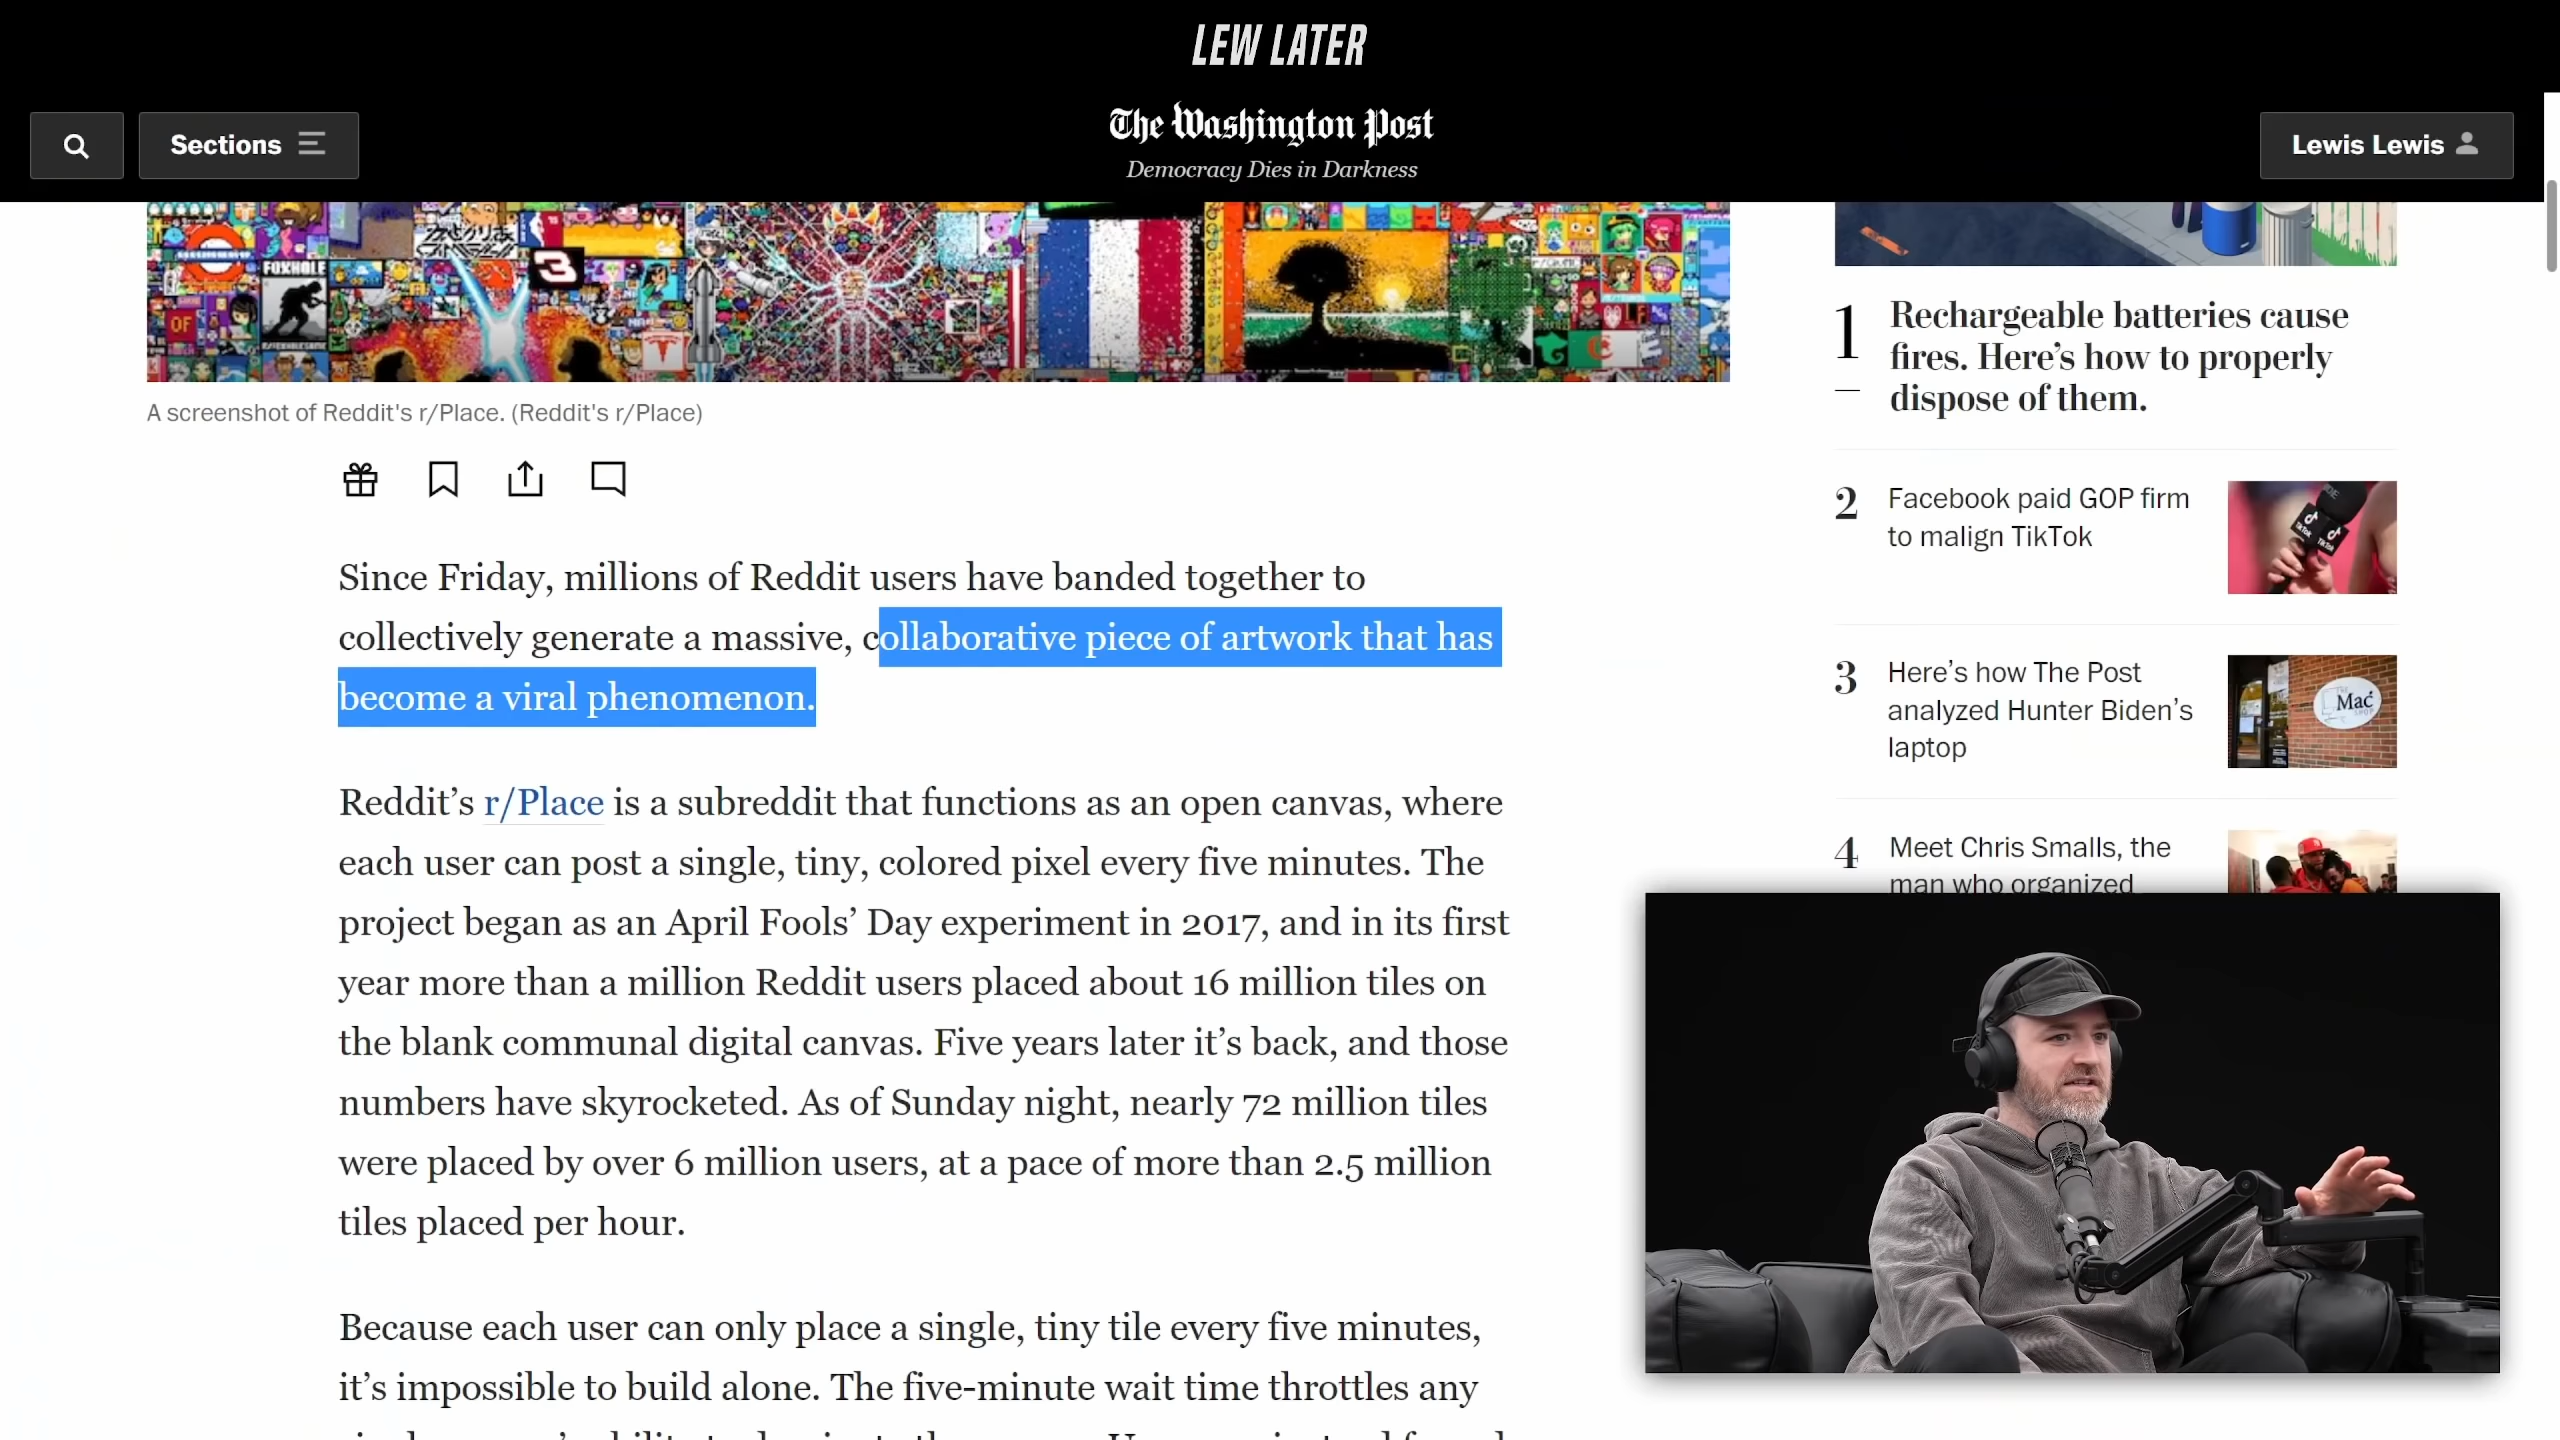 LEW LATER
Sections
The Washington Post
Democracy Dies in Darkness
Lewis Lewis
FOXHOLE
3
OF
A screenshot of Reddit's r/Place. (Reddit's r/Place)
Since Friday, millions of Reddit users have banded together to
collectively generate a massive, collaborative piece of artwork that has
become a viral phenomenon.
Reddit’s r/Place is a subreddit that functions as an open canvas, where
each user can post a single, tiny, colored pixel every five minutes. The
project began as an April Fools’ Day experiment in 2017, and in its first
year more than a million Reddit users placed about 16 million tiles on
the blank communal digital canvas. Five years later it’s back, and those
numbers have skyrocketed. As of Sunday night, nearly 72 million tiles
were placed by over 6 million users, at a pace of more than 2.5 million
tiles placed per hour.
Because each user can only place a single, tiny tile every five minutes,
it’s impossible to build alone. The five-minute wait time throttles any
1
Rechargeable batteries cause
fires. Here’s how to properly
dispose of them.
2
Facebook paid GOP firm
to malign TikTok
TikTok
TikTok
3
Here’s how The Post
analyzed Hunter Biden’s
laptop
Mac
4
Meet Chris Smalls, the
man who organized